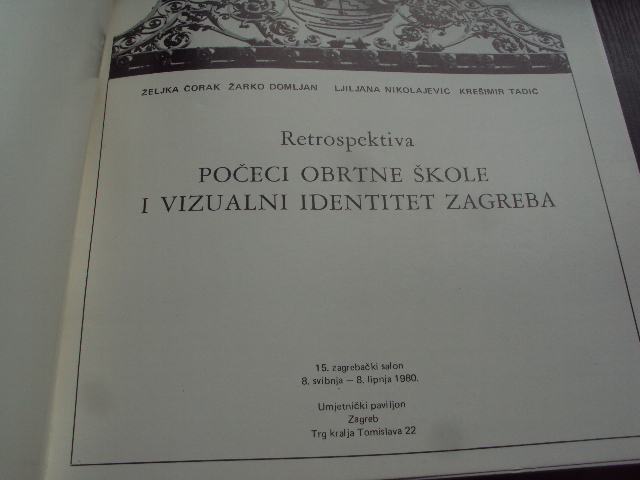 ŽELJKA ČORAK ŽARKO DOMLJAN LJILJANA NIKOLAJEVIĆ KREŠIMIR TADIĆ
Retrospektiva
POČECI OBRTNE ŠKOLE
I VIZUALNI IDENTITET ZAGREBA
15. zagrebački salon
8. svibnja – 8. lipnja 1980.
Umjetnički paviljon
Zagreb
Trg kralja Tomislava 22